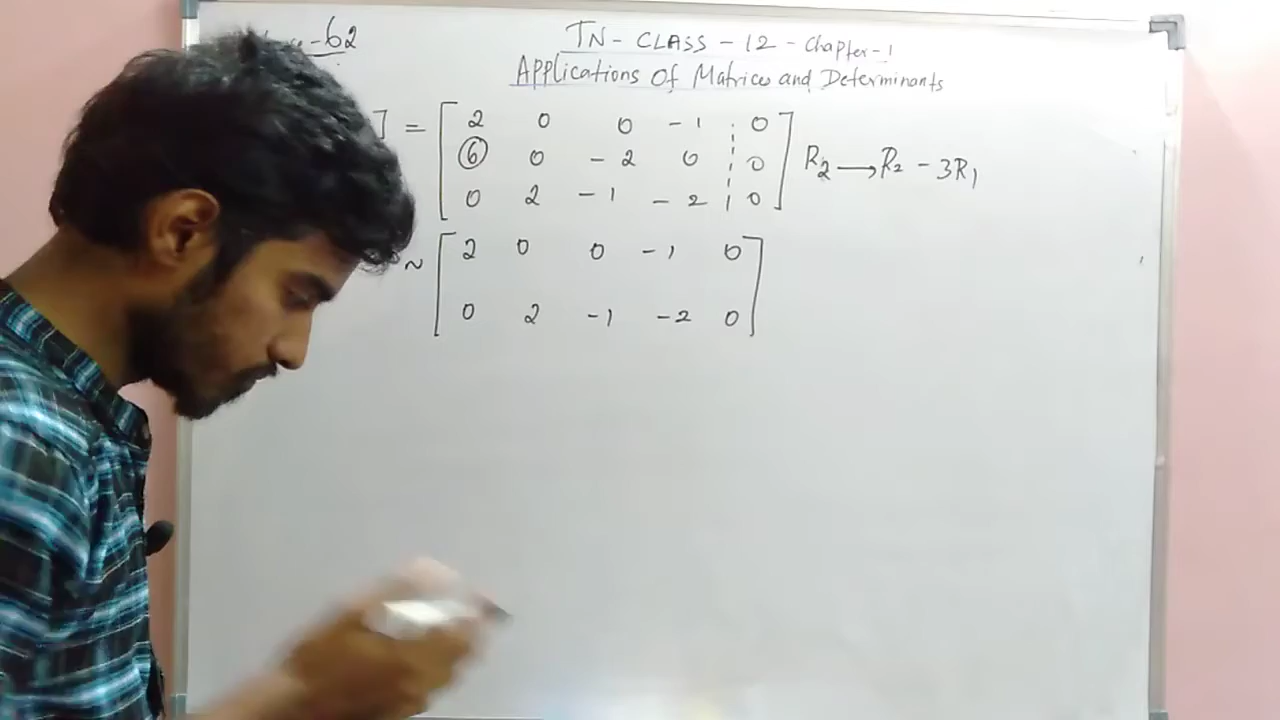 -62
TN - CLASS - 12 - Chapter - 1
Applications Of Matrices and Determinants
] = [ 2 0 0 -1 ¦ 0 ]
6 0 -2 0 ¦ 0
0 2 -1 -2 ¦ 0
R2 ⟶ R2 - 3R1
~ [ 2 0 0 -1 0 ]
0 2 -1 -2 0